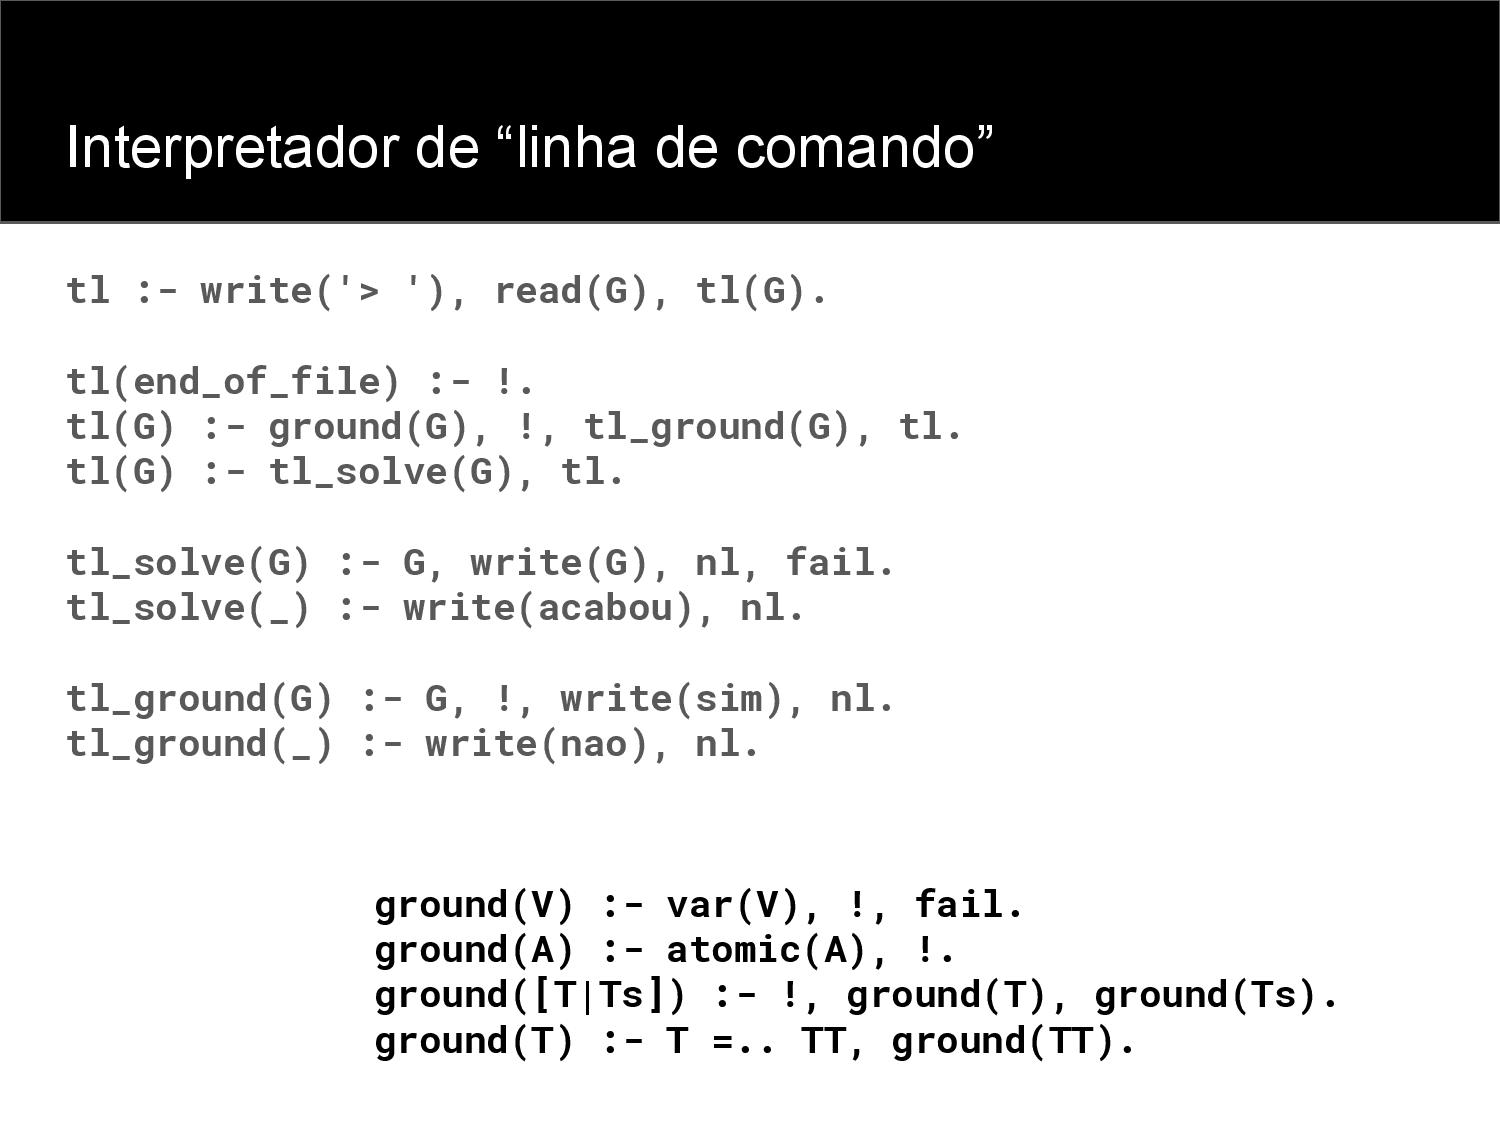 Interpretador de “linha de comando”
tl :- write('> '), read(G), tl(G).
tl(end_of_file) :- !.
tl(G) :- ground(G), !, tl_ground(G), tl.
tl(G) :- tl_solve(G), tl.
tl_solve(G) :- G, write(G), nl, fail.
tl_solve(_) :- write(acabou), nl.
tl_ground(G) :- G, !, write(sim), nl.
tl_ground(_) :- write(nao), nl.
ground(V) :- var(V), !, fail.
ground(A) :- atomic(A), !.
ground([T|Ts]) :- !, ground(T), ground(Ts).
ground(T) :- T =.. TT, ground(TT).